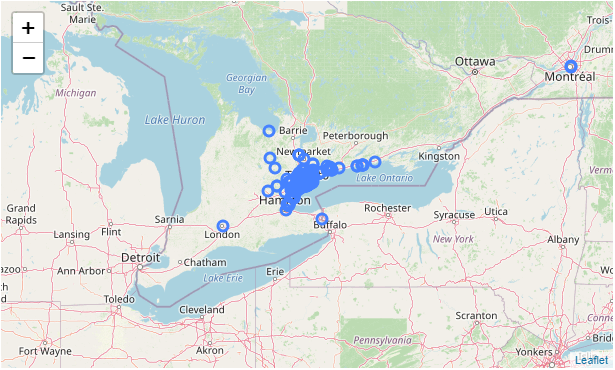 Sault Ste.
Marie
+
−
Michigan
Lake Huron
Georgian
Bay
Barrie
Newmarket
Peterborough
Ottawa
Montréal
Trois-
Kingston
Lake Ontario
Grand
Rapids
Lansing
Flint
Sarnia
London
Buffalo
Rochester
Syracuse
Utica
New York
Albany
Detroit
Chatham
Ann Arbor
Lake Erie
Erie
Toledo
Cleveland
Akron
Fort Wayne
Scranton
Yonkers
Leaflet